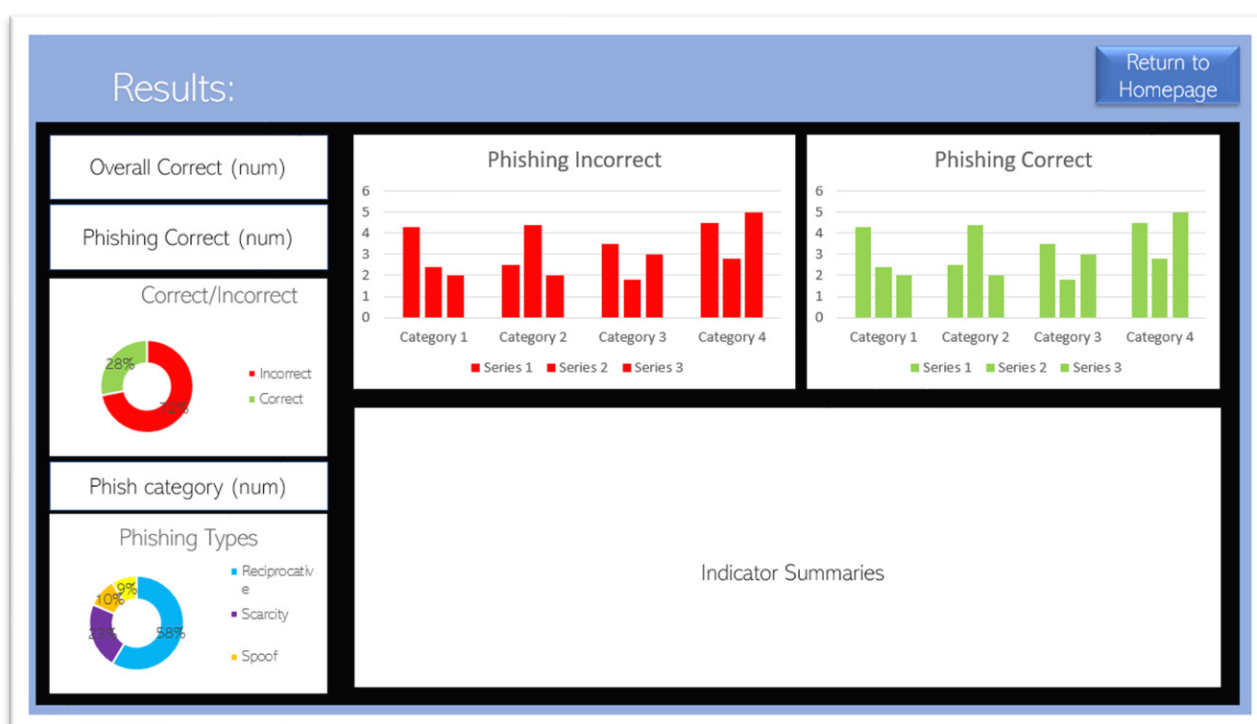 Results:
Return to
Homepage
Overall Correct (num)
Phishing Correct (num)
Correct/Incorrect
28%
72%
Incorrect
Correct
Phish category (num)
Phishing Types
9%
10%
23%
58%
Reciprocativ
e
Scarcity
Spoof
Phishing Incorrect
6
5
4
3
2
1
0
Category 1 Category 2 Category 3 Category 4
Series 1 Series 2 Series 3
Phishing Correct
6
5
4
3
2
1
0
Category 1 Category 2 Category 3 Category 4
Series 1 Series 2 Series 3
Indicator Summaries